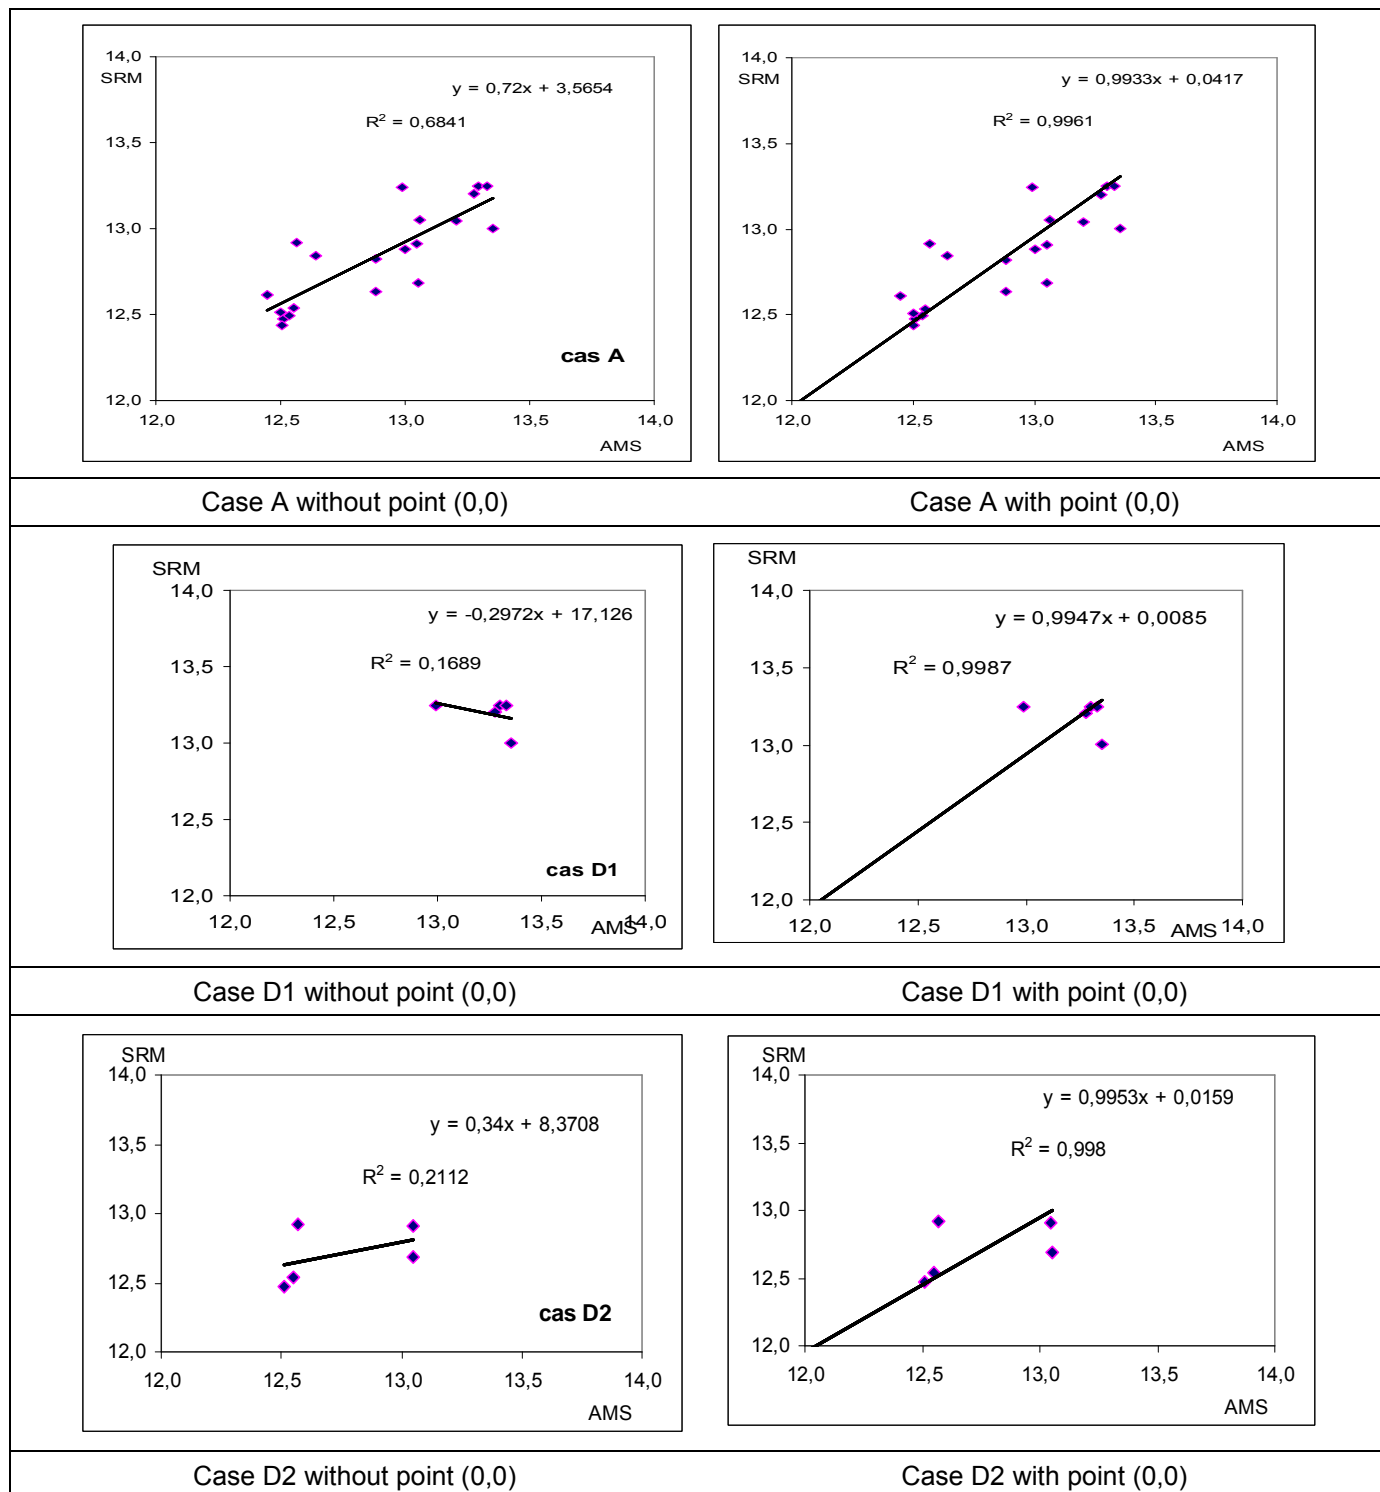 14,0
SRM
y = 0,72x + 3,5654
R² = 0,6841
13,5
13,0
12,5
cas A
12,0
12,0 12,5 13,0 13,5 14,0
AMS
14,0
SRM
y = 0,9933x + 0,0417
R² = 0,9961
13,5
13,0
12,5
12,0
12,0 12,5 13,0 13,5 14,0
AMS
Case A without point (0,0) Case A with point (0,0)
SRM
14,0
y = -0,2972x + 17,126
R² = 0,1689
13,5
13,0
12,5
cas D1
12,0
12,0 12,5 13,0 13,5 14,0
AMS
SRM
14,0
y = 0,9947x + 0,0085
R² = 0,9987
13,5
13,0
12,5
12,0
12,0 12,5 13,0 13,5 14,0
AMS
Case D1 without point (0,0) Case D1 with point (0,0)
SRM
14,0
y = 0,34x + 8,3708
13,5
R² = 0,2112
13,0
12,5
cas D2
12,0
12,0 12,5 13,0 13,5 14,0
AMS
SRM
14,0
y = 0,9953x + 0,0159
13,5
R² = 0,998
13,0
12,5
12,0
12,0 12,5 13,0 13,5 14,0
AMS
Case D2 without point (0,0) Case D2 with point (0,0)